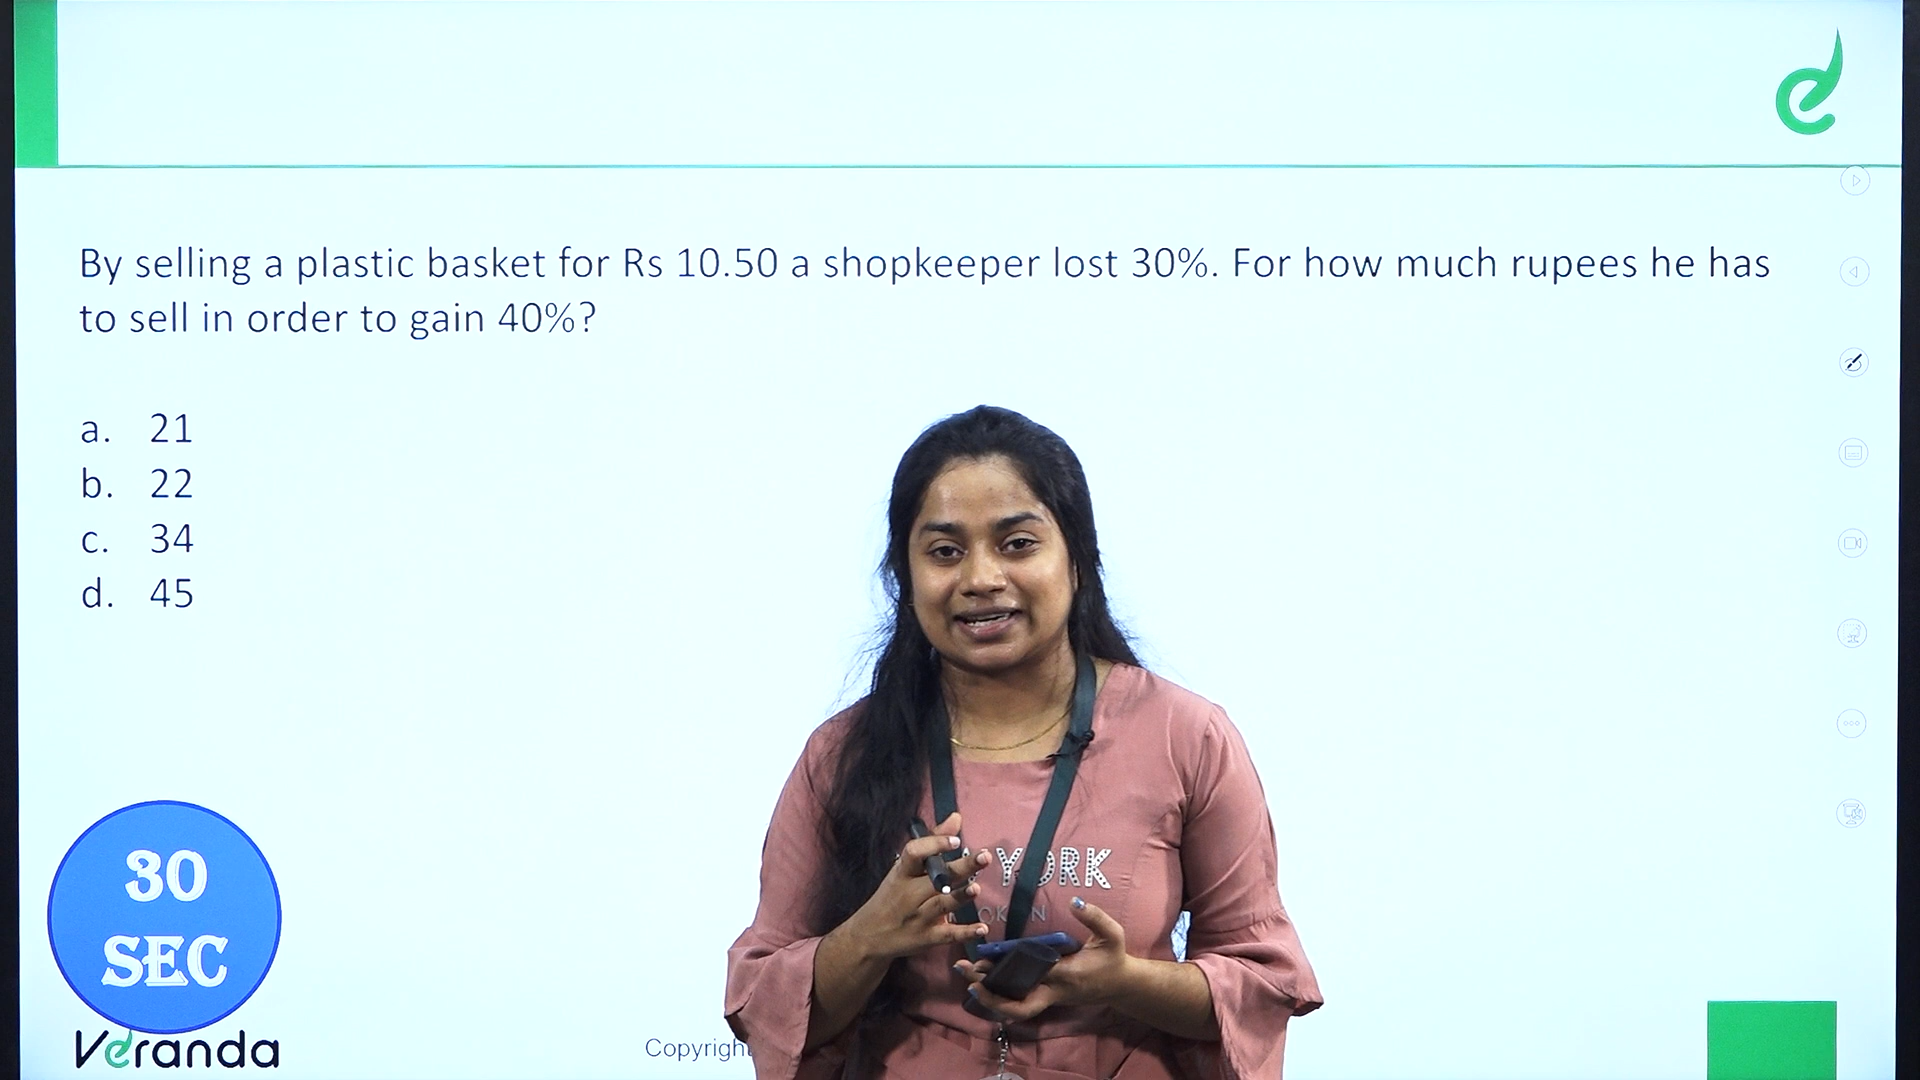 By selling a plastic basket for Rs 10.50 a shopkeeper lost 30%. For how much rupees he has
to sell in order to gain 40%?
a. 21
b. 22
c. 34
d. 45
YORK
30
SEC
Veranda
Copyright